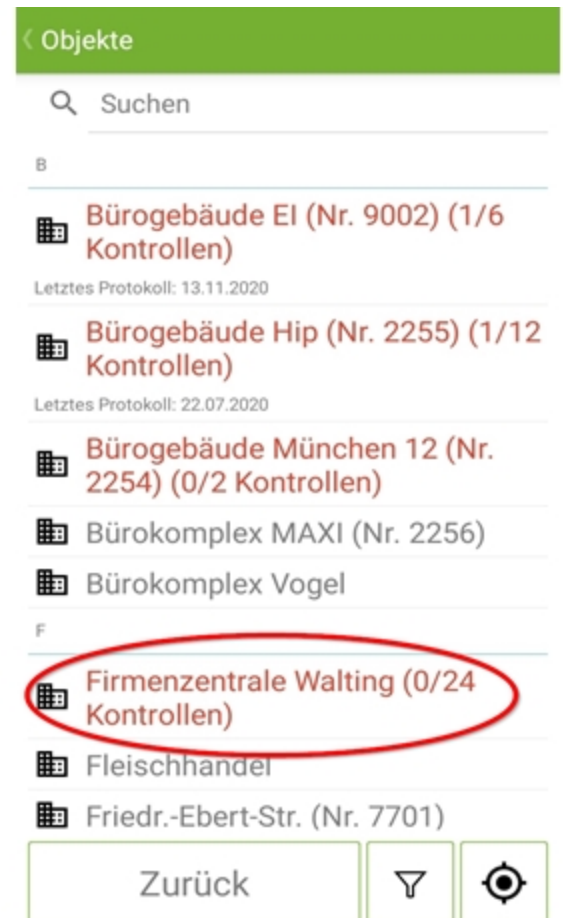 Objekte
Suchen
B
Bürogebäude EI (Nr. 9002) (1/6
Kontrollen)
Letztes Protokoll: 13.11.2020
Bürogebäude Hip (Nr. 2255) (1/12
Kontrollen)
Letztes Protokoll: 22.07.2020
Bürogebäude München 12 (Nr.
2254) (0/2 Kontrollen)
Bürokomplex MAXI (Nr. 2256)
Bürokomplex Vogel
F
Firmenzentrale Walting (0/24
Kontrollen)
Fleischhandel
Friedr.-Ebert-Str. (Nr. 7701)
Zurück